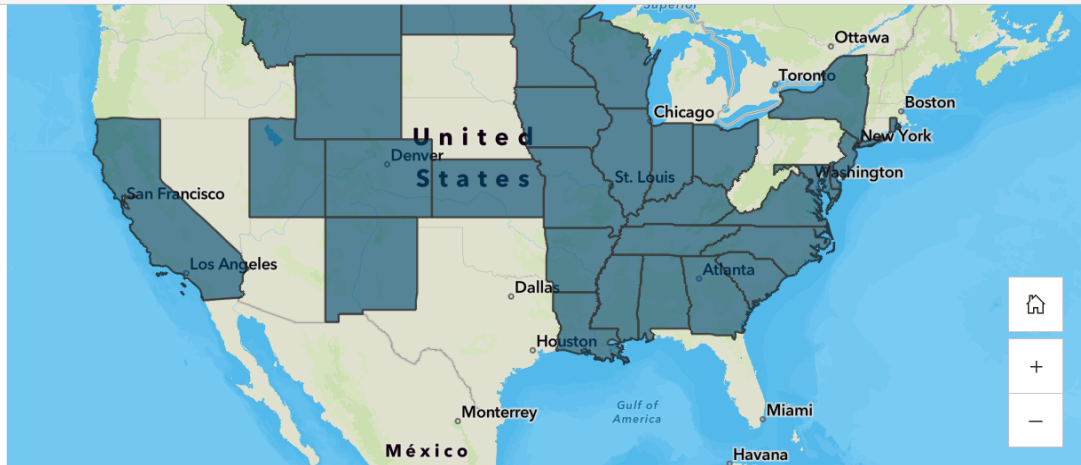 Superior
Ottawa
Toronto
Boston
Chicago
New York
United
Denver
States
St. Louis
Washington
San Francisco
Los Angeles
Atlanta
Dallas
Houston
Gulf of
America
Miami
Monterrey
México
Havana
+
−